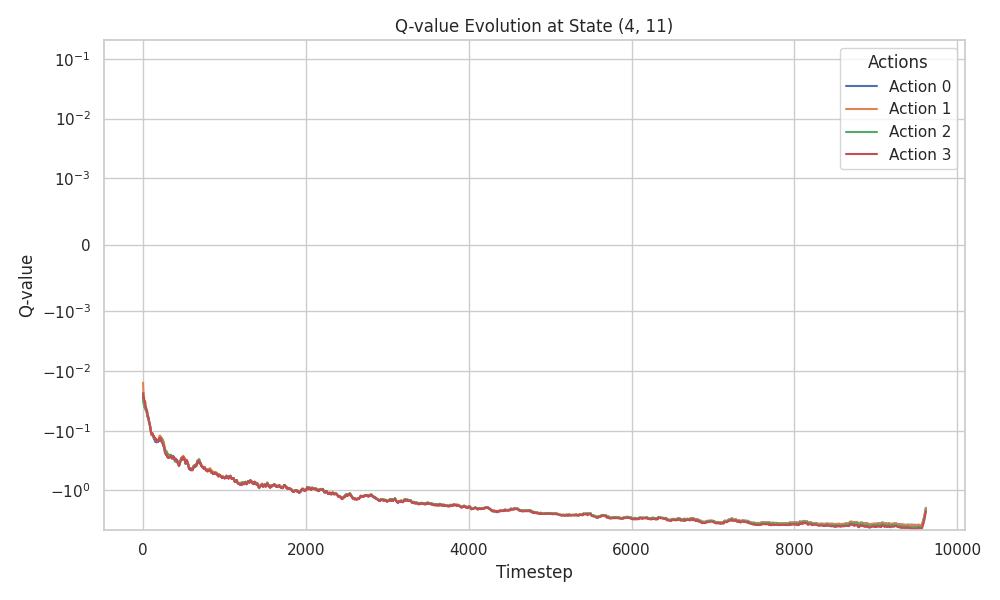 Q-value Evolution at State (4, 11)
Actions
Action 0
Action 1
Action 2
Action 3
Q-value
10⁻¹
10⁻²
10⁻³
0
−10⁻³
−10⁻²
−10⁻¹
−10⁰
0 2000 4000 6000 8000 10000
Timestep